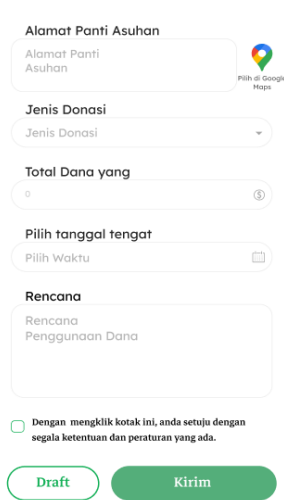 Alamat Panti Asuhan
Alamat Panti
Asuhan
Pilih di Google
Maps
Jenis Donasi
Jenis Donasi
Total Dana yang
0
Pilih tanggal tengat
Pilih Waktu
Rencana
Rencana
Penggunaan Dana
Dengan mengklik kotak ini, anda setuju dengan
segala ketentuan dan peraturan yang ada.
Draft
Kirim